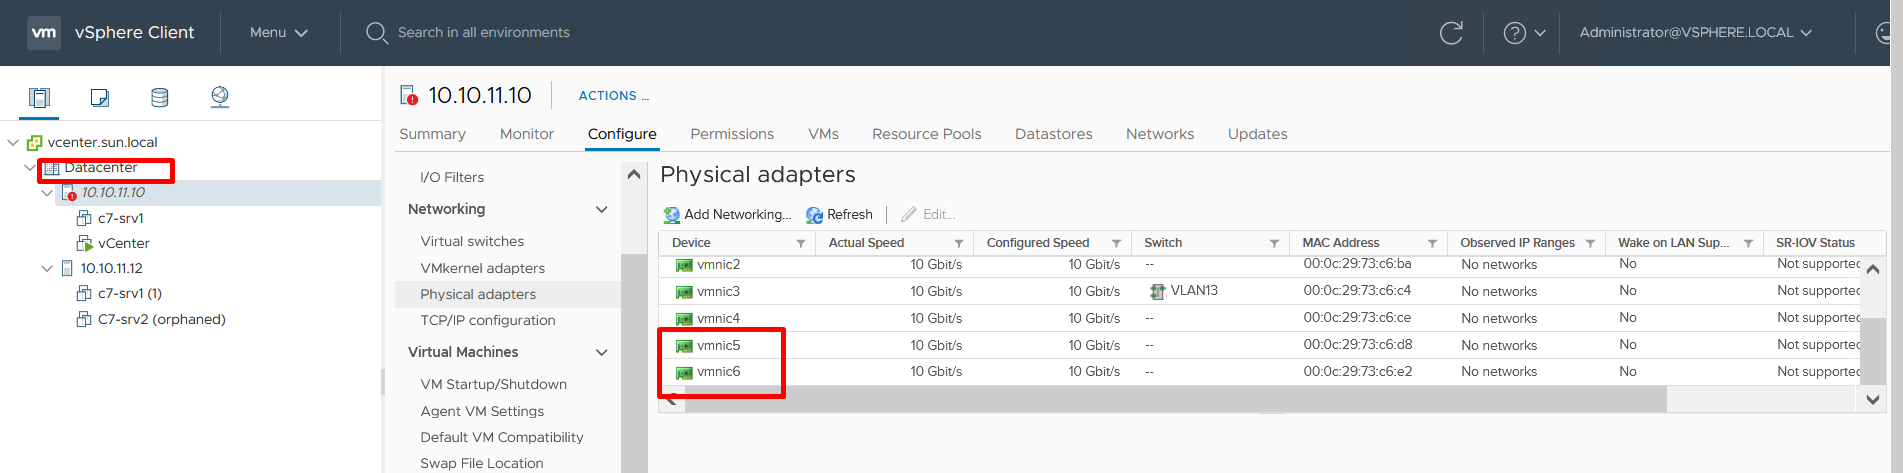 vm vSphere Client Menu Search in all environments Administrator@VSPHERE.LOCAL
vcenter.sun.local
Datacenter
10.10.11.10
c7-srv1
vCenter
10.10.11.12
c7-srv1 (1)
C7-srv2 (orphaned)
10.10.11.10 ACTIONS ...
Summary Monitor Configure Permissions VMs Resource Pools Datastores Networks Updates
I/O Filters
Networking
Virtual switches
VMkernel adapters
Physical adapters
TCP/IP configuration
Virtual Machines
VM Startup/Shutdown
Agent VM Settings
Default VM Compatibility
Swap File Location
Physical adapters
Add Networking... Refresh Edit...
Device Actual Speed Configured Speed Switch MAC Address Observed IP Ranges Wake on LAN Sup... SR-IOV Status
vmnic2 10 Gbit/s 10 Gbit/s -- 00:0c:29:73:c6:ba No networks No Not supported
vmnic3 10 Gbit/s 10 Gbit/s VLAN13 00:0c:29:73:c6:c4 No networks No Not supported
vmnic4 10 Gbit/s 10 Gbit/s -- 00:0c:29:73:c6:ce No networks No Not supported
vmnic5 10 Gbit/s 10 Gbit/s -- 00:0c:29:73:c6:d8 No networks No Not supported
vmnic6 10 Gbit/s 10 Gbit/s -- 00:0c:29:73:c6:e2 No networks No Not supported